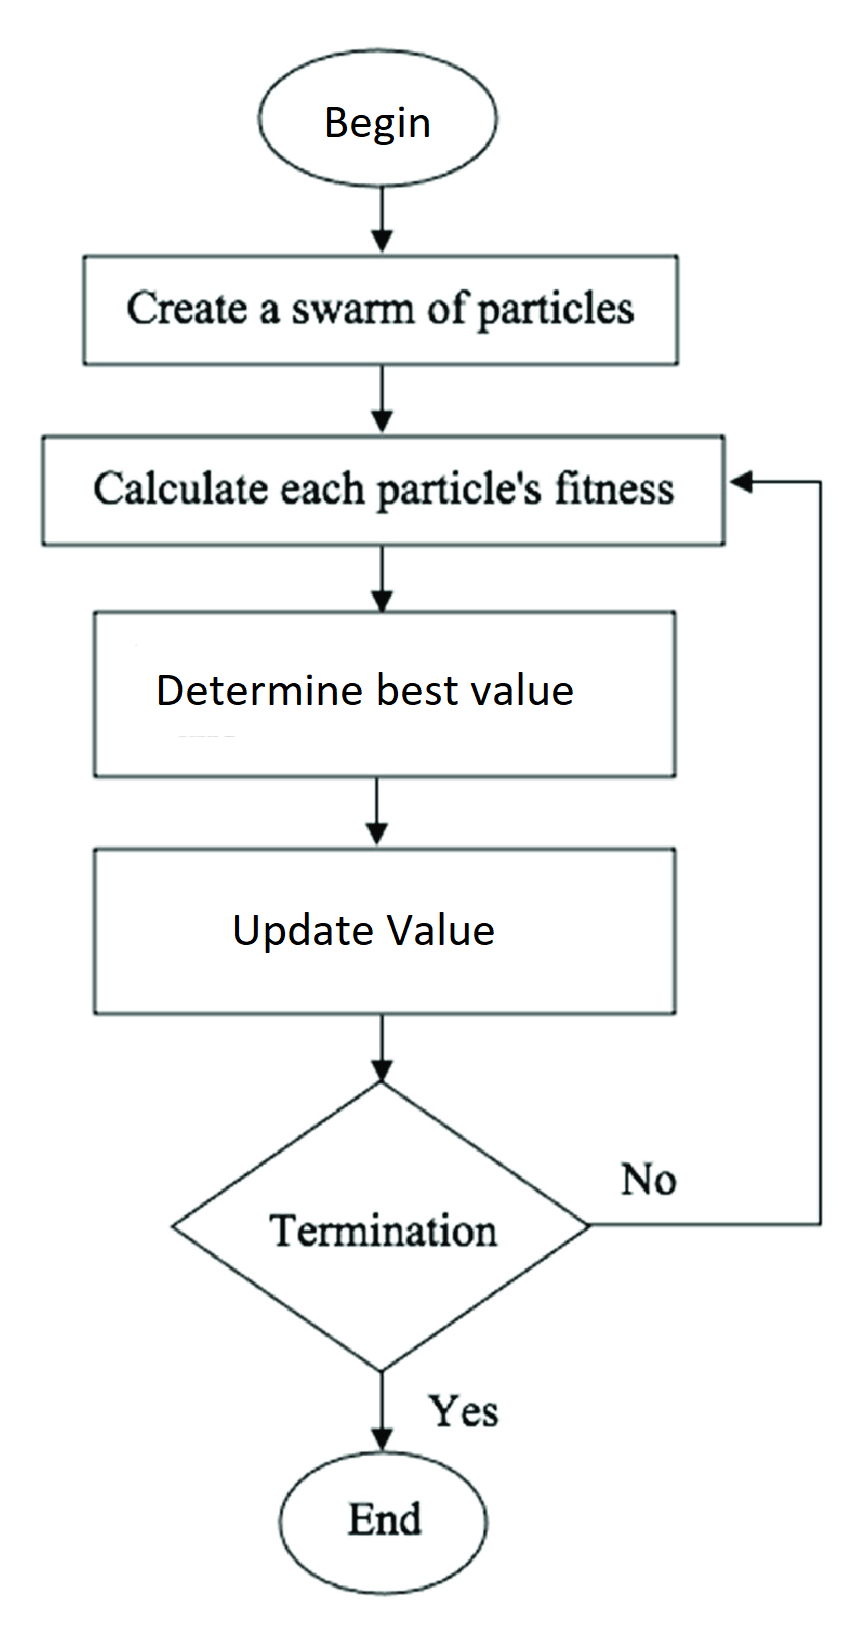 Begin
Create a swarm of particles
Calculate each particle's fitness
Determine best value
Update Value
Termination
No
Yes
End